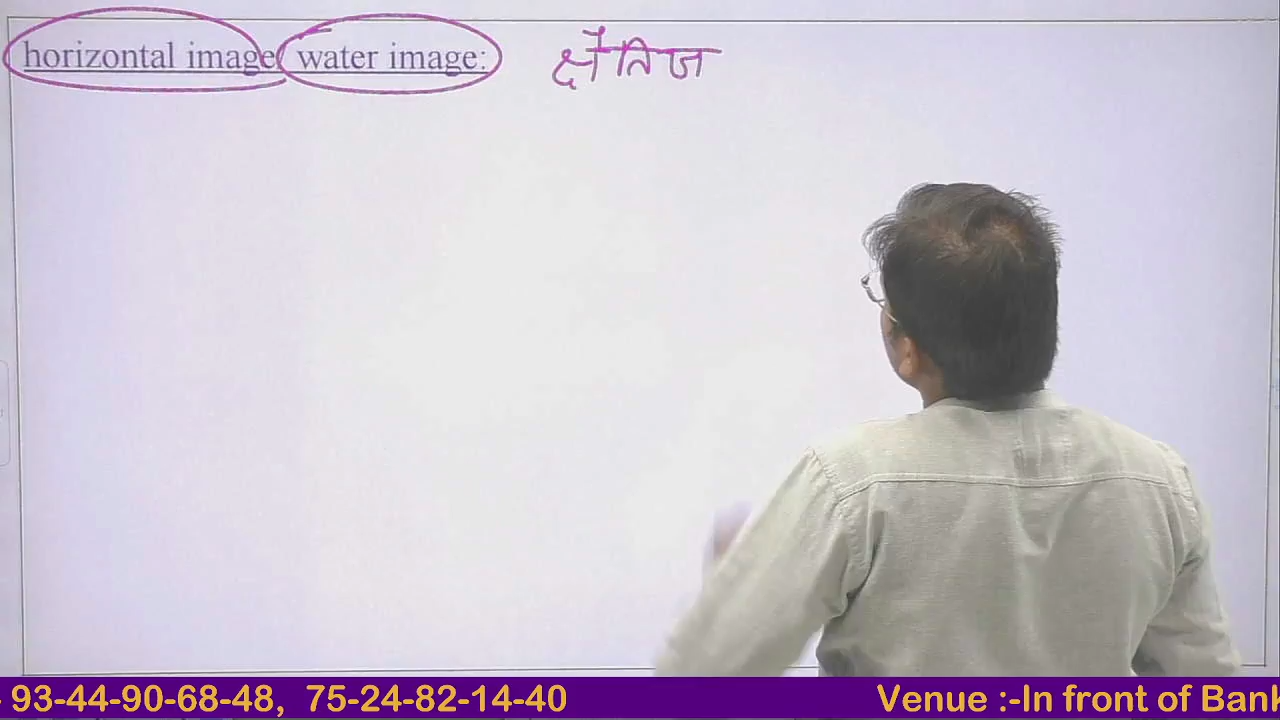 horizontal image water image: क्षैतिज
93-44-90-68-48, 75-24-82-14-40 Venue :-In front of Bank